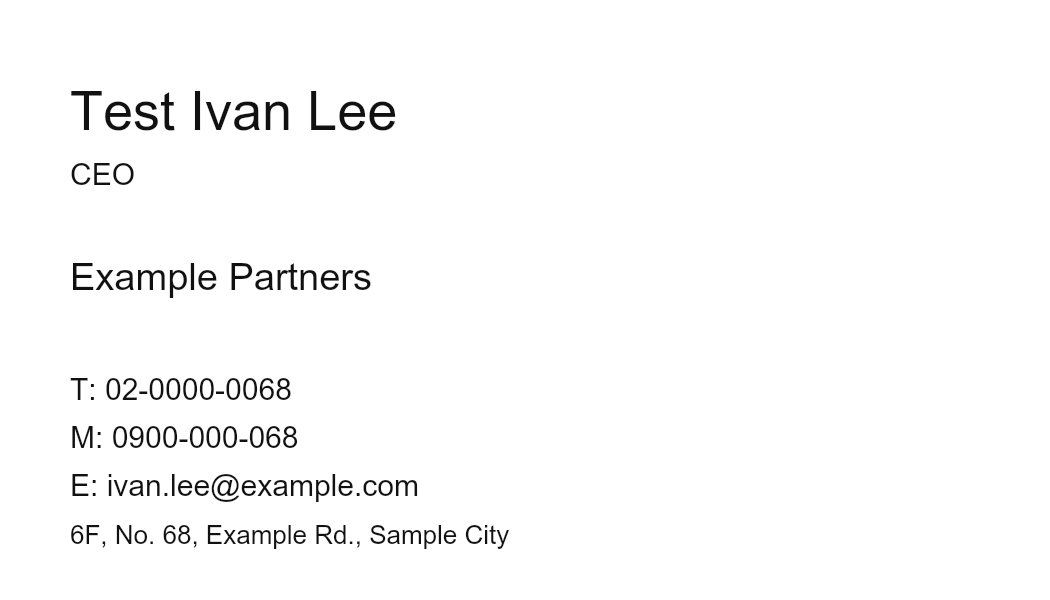 Test Ivan Lee
CEO
Example Partners
T: 02-0000-0068
M: 0900-000-068
E: ivan.lee@example.com
6F, No. 68, Example Rd., Sample City